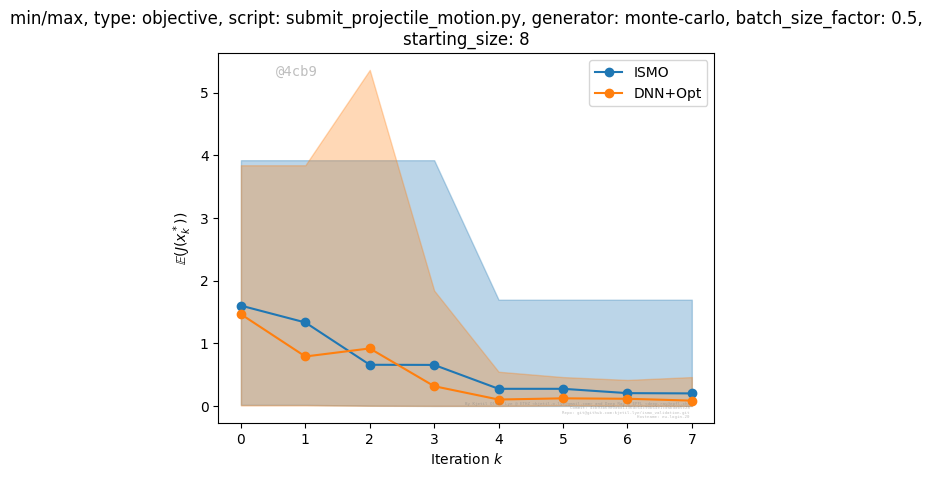 min/max, type: objective, script: submit_projectile_motion.py, generator: monte-carlo, batch_size_factor: 0.5,
starting_size: 8
@4cb9
ISMO
DNN+Opt
5
4
3
2
1
0
𝔼(J(x*ₖ))
0 1 2 3 4 5 6 7
Iteration k